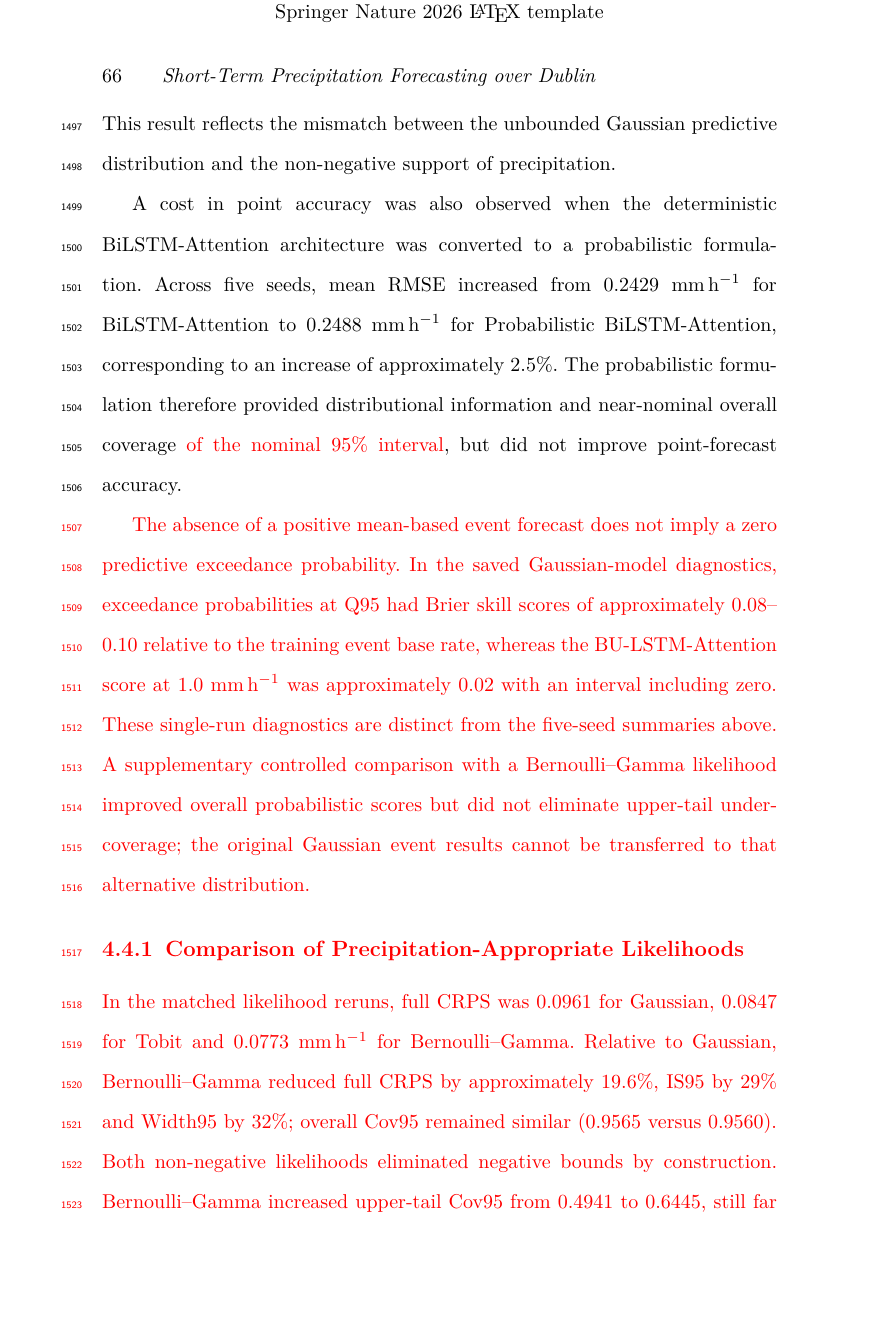 Springer Nature 2026 LATEX template
66 Short-Term Precipitation Forecasting over Dublin
1497 This result reflects the mismatch between the unbounded Gaussian predictive
1498 distribution and the non-negative support of precipitation.
1499 A cost in point accuracy was also observed when the deterministic
1500 BiLSTM-Attention architecture was converted to a probabilistic formula-
1501 tion. Across five seeds, mean RMSE increased from 0.2429 mm h⁻¹ for
1502 BiLSTM-Attention to 0.2488 mm h⁻¹ for Probabilistic BiLSTM-Attention,
1503 corresponding to an increase of approximately 2.5%. The probabilistic formu-
1504 lation therefore provided distributional information and near-nominal overall
1505 coverage of the nominal 95% interval, but did not improve point-forecast
1506 accuracy.
1507 The absence of a positive mean-based event forecast does not imply a zero
1508 predictive exceedance probability. In the saved Gaussian-model diagnostics,
1509 exceedance probabilities at Q95 had Brier skill scores of approximately 0.08–
1510 0.10 relative to the training event base rate, whereas the BU-LSTM-Attention
1511 score at 1.0 mm h⁻¹ was approximately 0.02 with an interval including zero.
1512 These single-run diagnostics are distinct from the five-seed summaries above.
1513 A supplementary controlled comparison with a Bernoulli–Gamma likelihood
1514 improved overall probabilistic scores but did not eliminate upper-tail under-
1515 coverage; the original Gaussian event results cannot be transferred to that
1516 alternative distribution.
1517 4.4.1 Comparison of Precipitation-Appropriate Likelihoods
1518 In the matched likelihood reruns, full CRPS was 0.0961 for Gaussian, 0.0847
1519 for Tobit and 0.0773 mm h⁻¹ for Bernoulli–Gamma. Relative to Gaussian,
1520 Bernoulli–Gamma reduced full CRPS by approximately 19.6%, IS95 by 29%
1521 and Width95 by 32%; overall Cov95 remained similar (0.9565 versus 0.9560).
1522 Both non-negative likelihoods eliminated negative bounds by construction.
1523 Bernoulli–Gamma increased upper-tail Cov95 from 0.4941 to 0.6445, still far